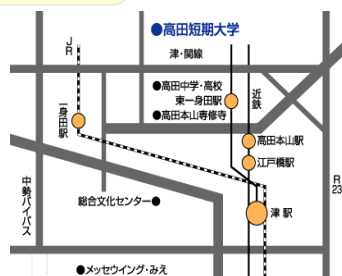 ●高田短期大学
JR
津・関線
●高田中学・高校
東一身田駅
●高田本山専修寺
近鉄
一身田駅
高田本山駅
江戸橋駅
中勢バイパス
総合文化センター●
R23
津駅
●メッセウイング・みえ